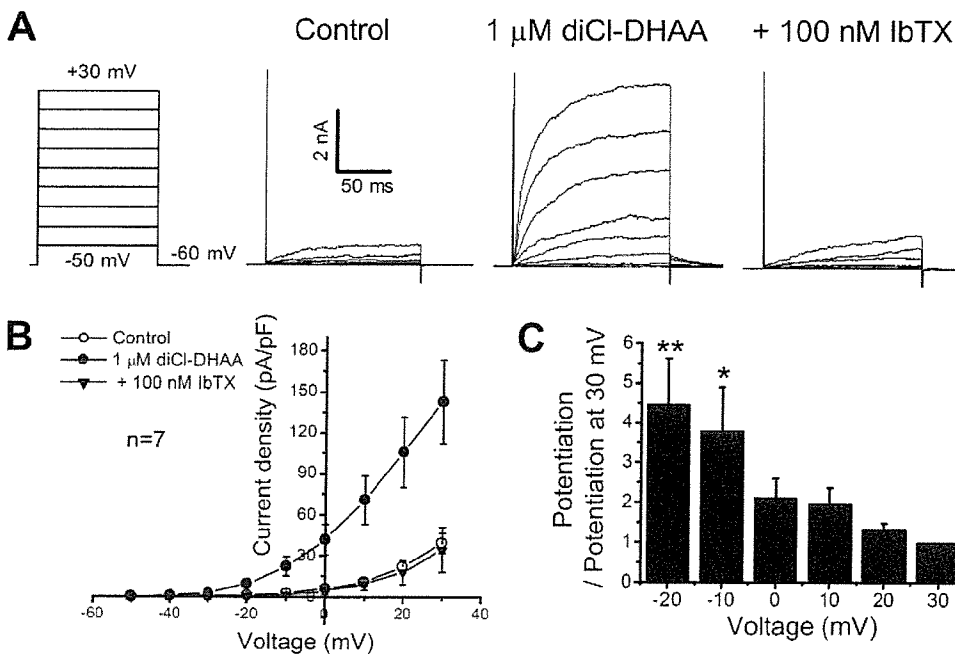 A
Control
1 µM diCl-DHAA
+ 100 nM IbTX
+30 mV
-50 mV
-60 mV
2 nA
50 ms
B
Control
1 µM diCl-DHAA
+ 100 nM IbTX
n=7
Current density (pA/pF)
180
150
120
90
60
30
0
-60
-40
-20
0
20
40
Voltage (mV)
C
Potentiation
/ Potentiation at 30 mV
6
5
4
3
2
1
0
**
*
-20
-10
0
10
20
30
Voltage (mV)